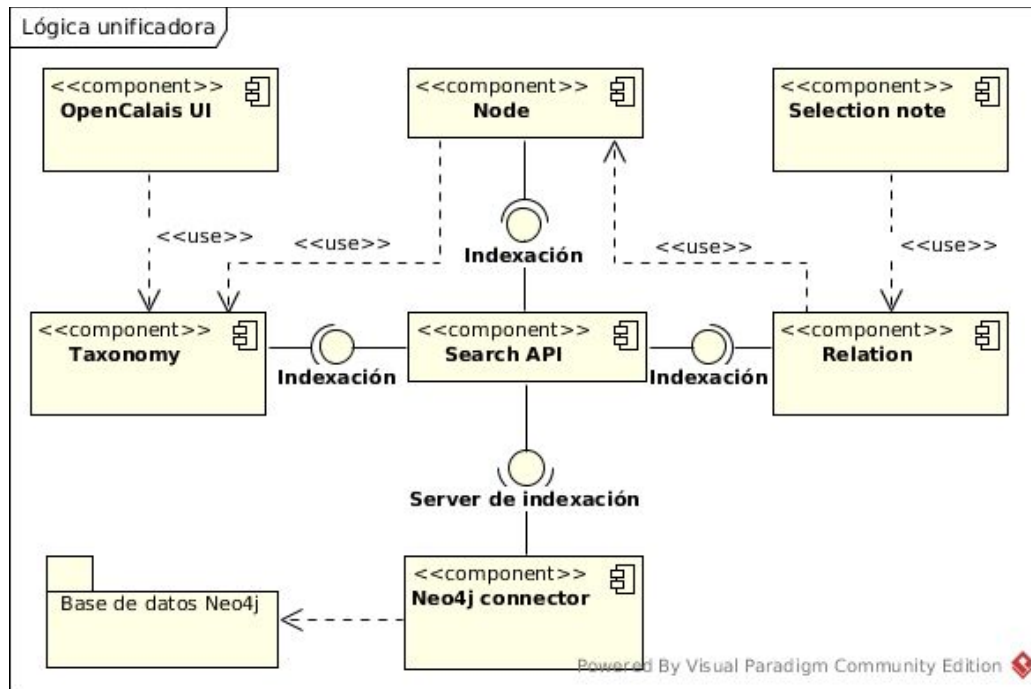 Lógica unificadora
<<component>>
OpenCalais UI
<<component>>
Node
<<component>>
Selection note
<<use>>
<<use>>
Indexación
<<use>>
<<use>>
<<component>>
Taxonomy
Indexación
<<component>>
Search API
Indexación
<<component>>
Relation
Server de indexación
<<component>>
Neo4j connector
Base de datos Neo4j
Powered By Visual Paradigm Community Edition